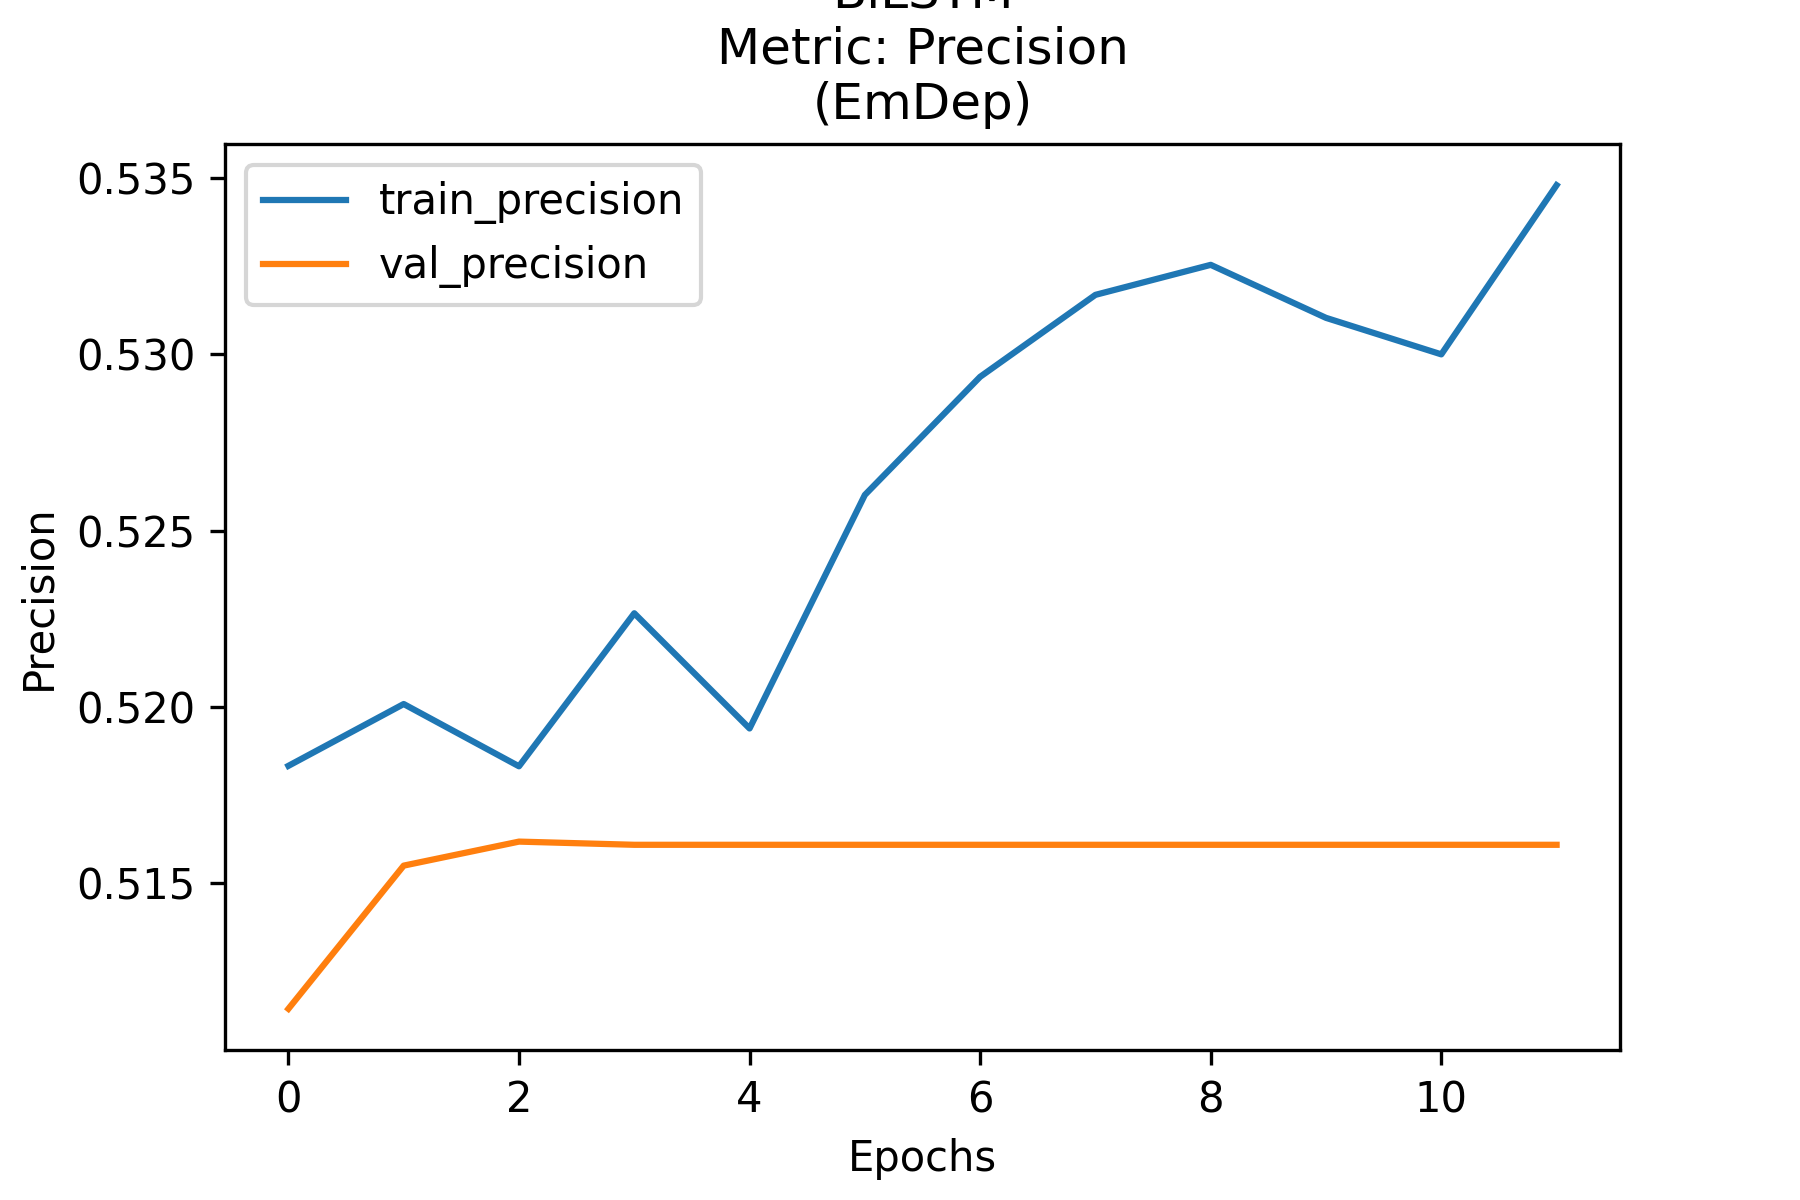 BiLSTM
Metric: Precision
(EmDep)
train_precision
val_precision
Precision
0.535
0.530
0.525
0.520
0.515
0 2 4 6 8 10
Epochs